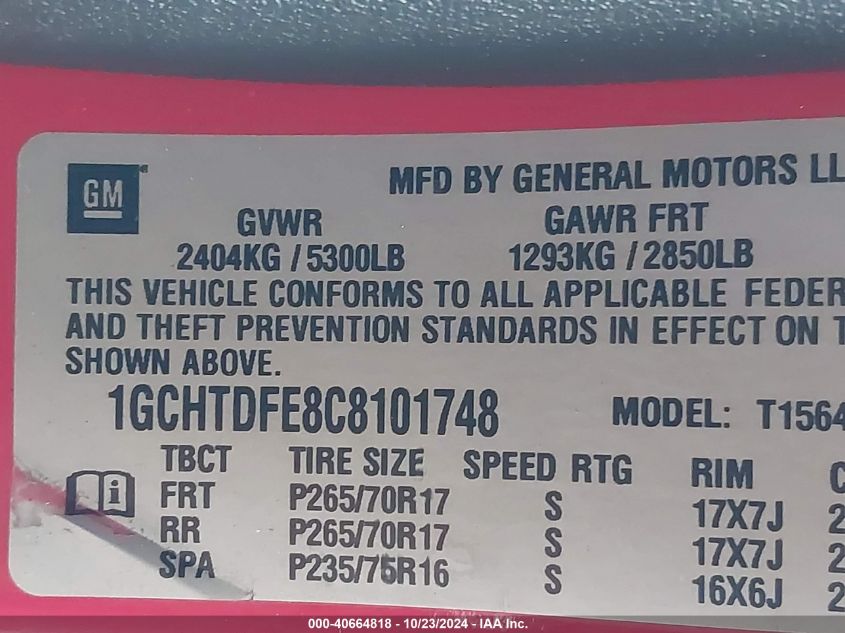 GM
MFD BY GENERAL MOTORS LL
GVWR GAWR FRT
2404KG / 5300LB 1293KG / 2850LB
THIS VEHICLE CONFORMS TO ALL APPLICABLE FEDER
AND THEFT PREVENTION STANDARDS IN EFFECT ON T
SHOWN ABOVE.
1GCHTDFE8C8101748 MODEL: T1564
TBCT TIRE SIZE SPEED RTG RIM C
FRT P265/70R17 S 17X7J 2
RR P265/70R17 S 17X7J 2
SPA P235/75R16 S 16X6J 2
000-40664818 - 10/23/2024 - IAA Inc.